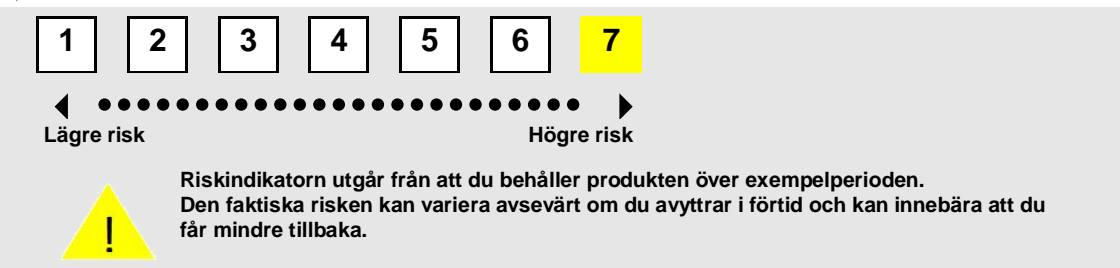 1 2 3 4 5 6 7
Lägre risk Högre risk
Riskindikatorn utgår från att du behåller produkten över exempelperioden.
Den faktiska risken kan variera avsevärt om du avyttrar i förtid och kan innebära att du
! får mindre tillbaka.